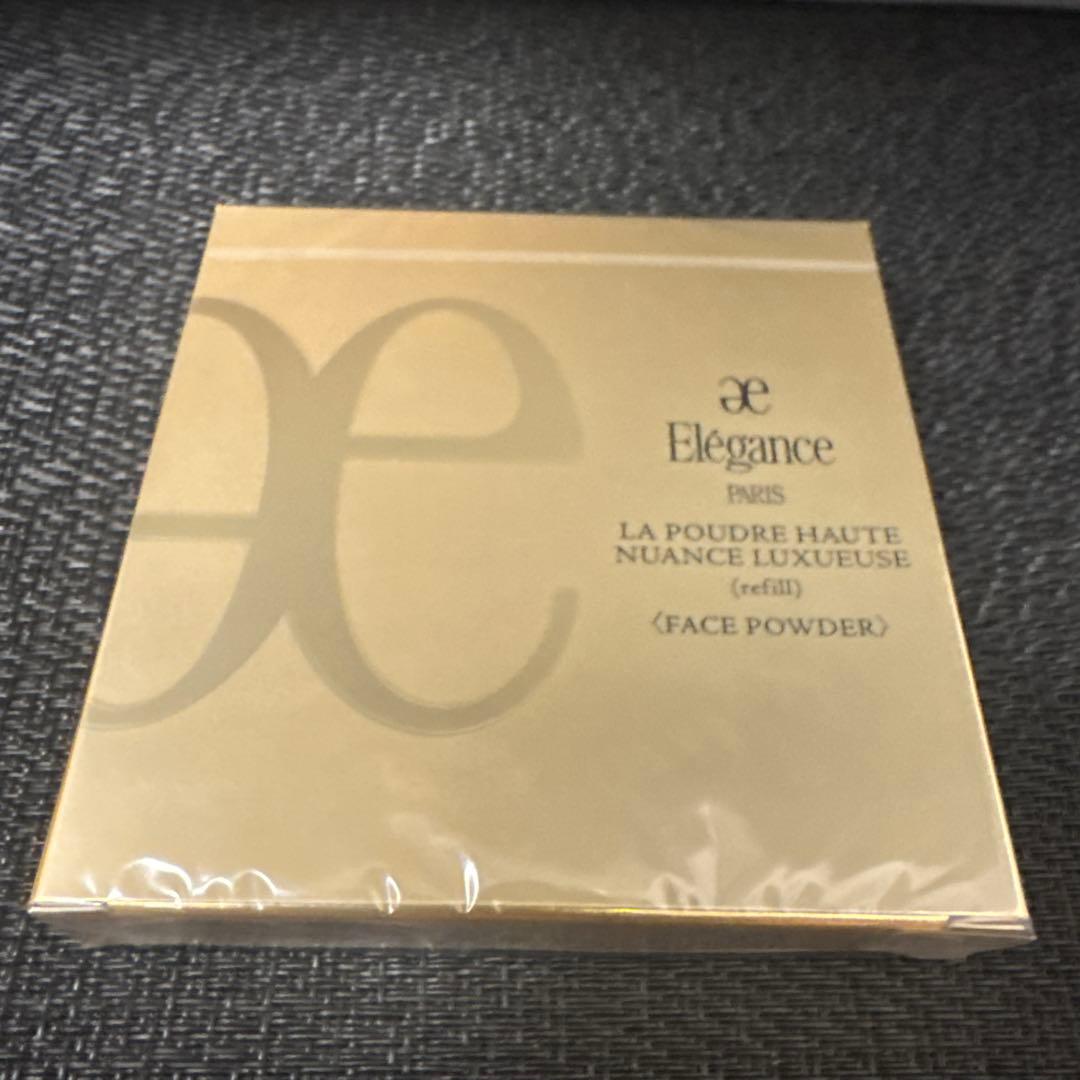 æ
Elégance
PARIS
LA POUDRE HAUTE
NUANCE LUXUEUSE
(refill)
〈FACE POWDER〉